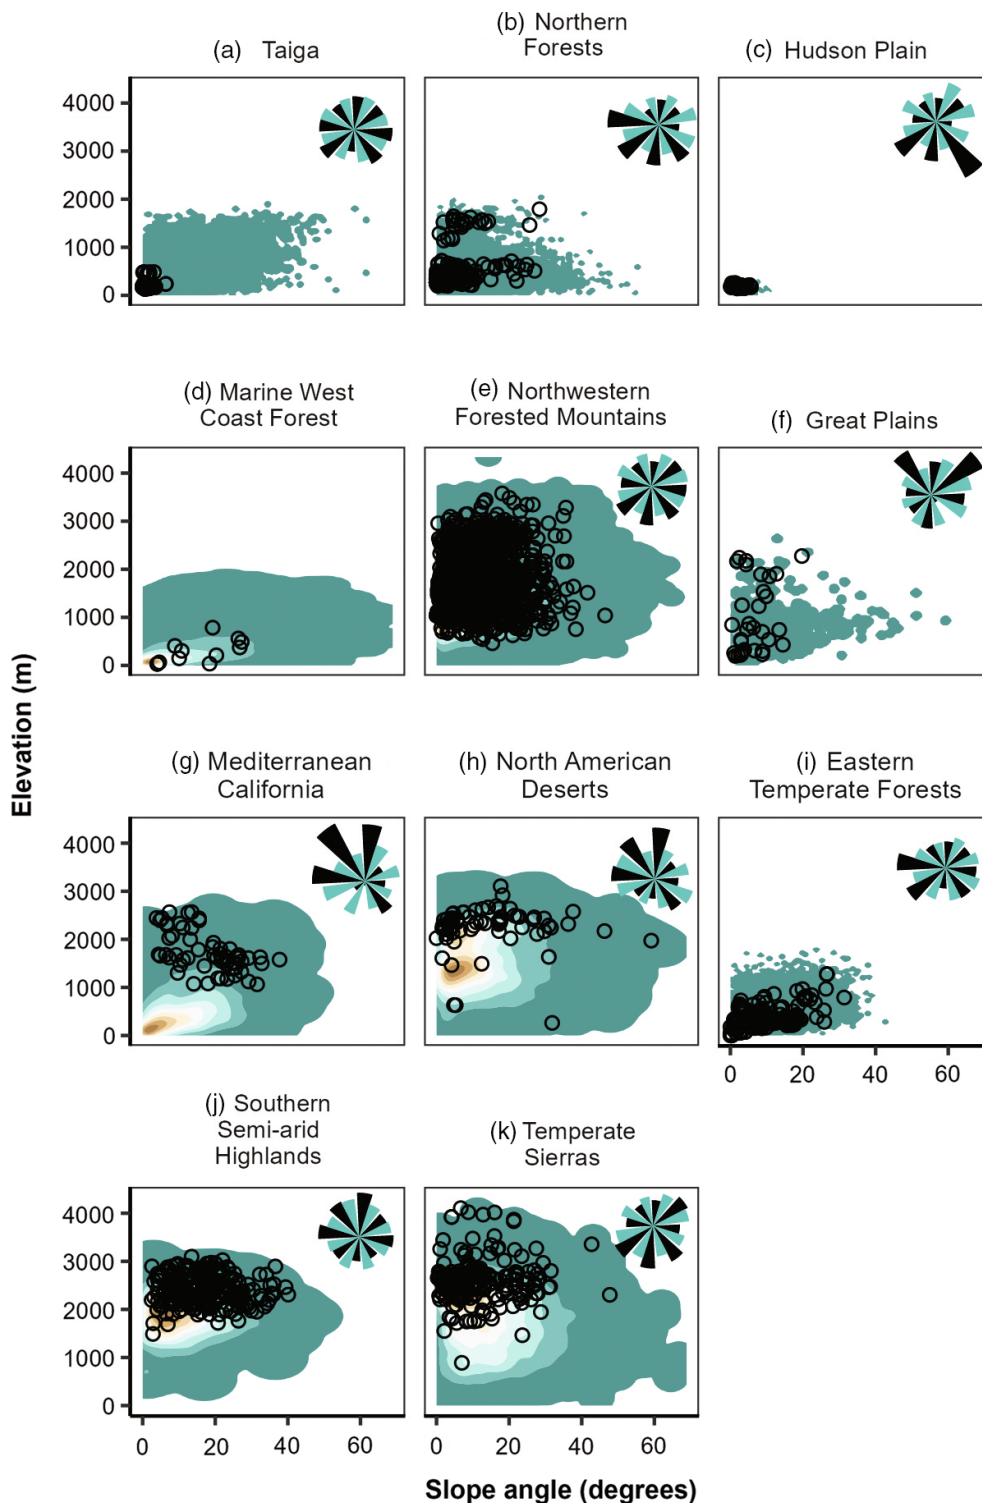 (a) Taiga
(b) Northern
Forests
(c) Hudson Plain
4000
3000
2000
1000
0
(d) Marine West
Coast Forest
(e) Northwestern
Forested Mountains
(f) Great Plains
4000
3000
2000
1000
0
(g) Mediterranean
California
(h) North American
Deserts
(i) Eastern
Temperate Forests
4000
3000
2000
1000
0
0 20 40 60
(j) Southern
Semi-arid
Highlands
(k) Temperate
Sierras
4000
3000
2000
1000
0
0 20 40 60
0 20 40 60
Elevation (m)
Slope angle (degrees)